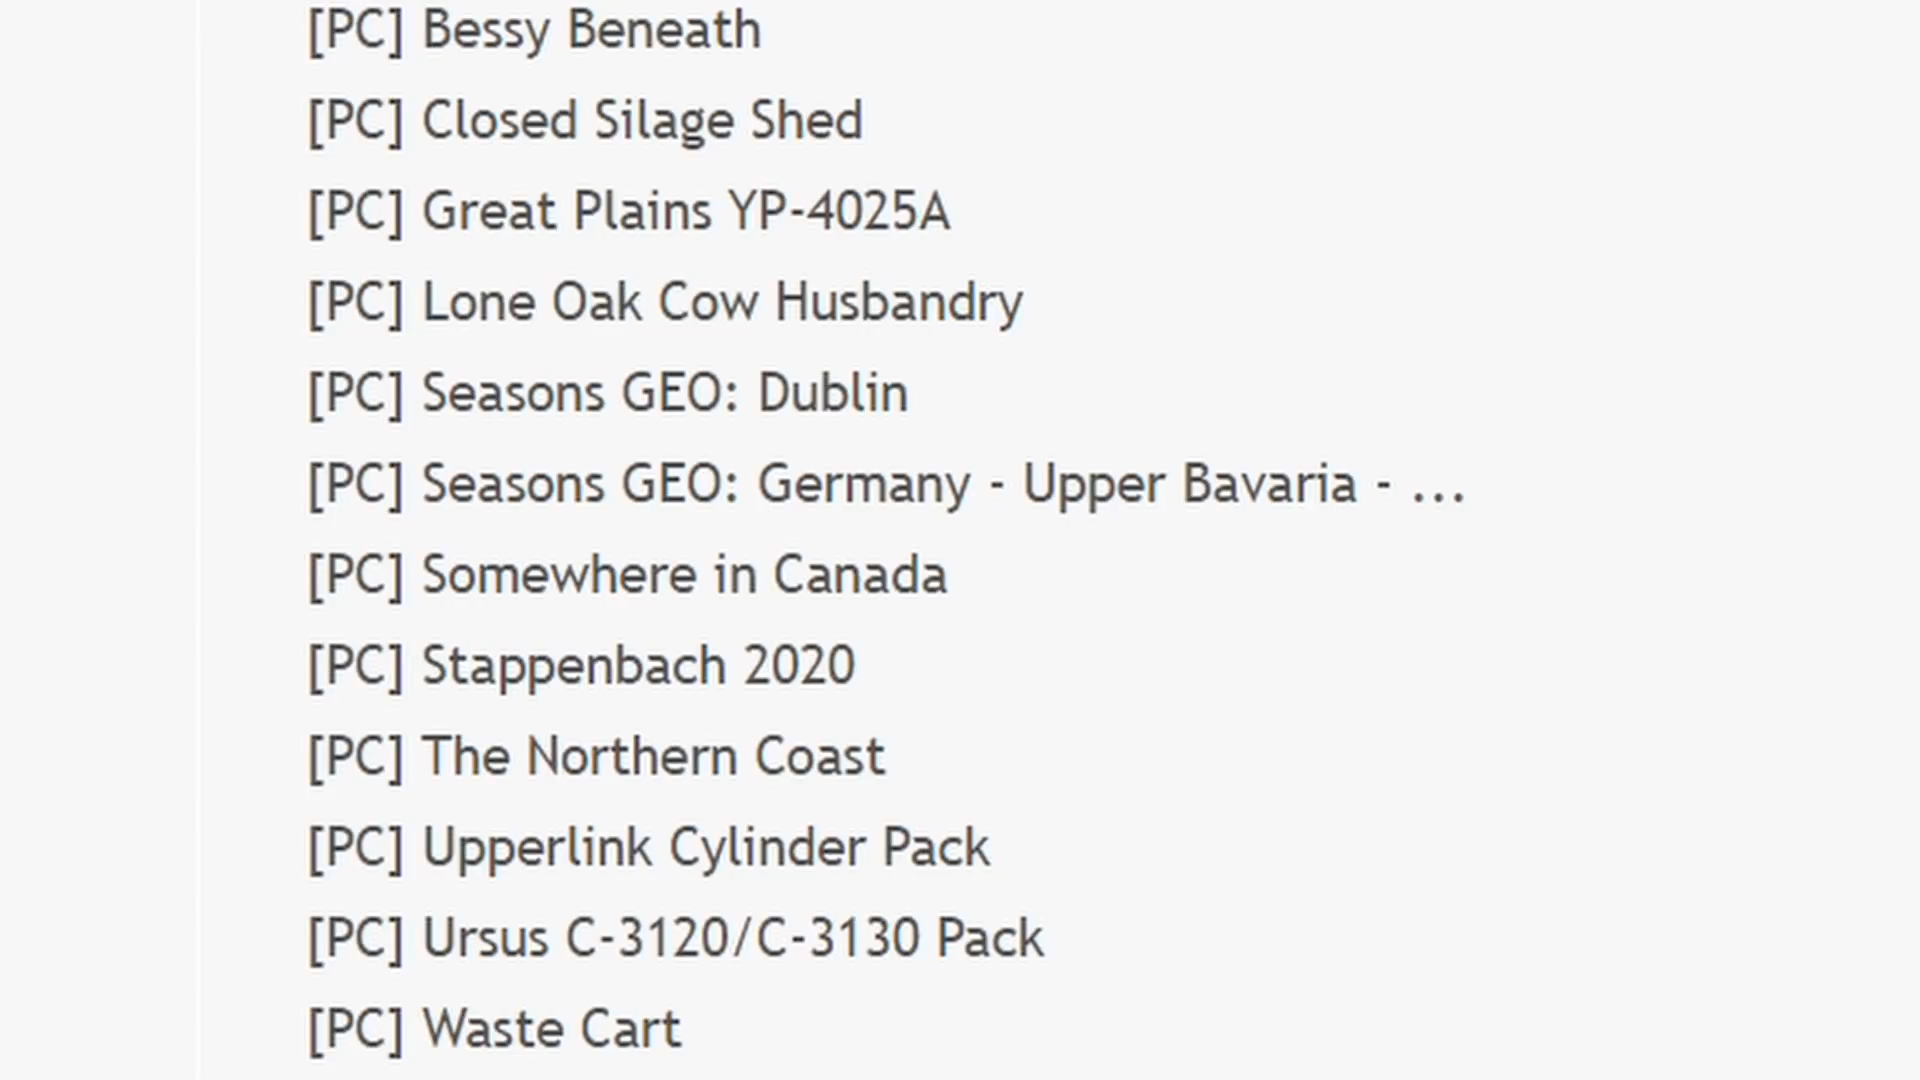 [PC] Bessy Beneath
[PC] Closed Silage Shed
[PC] Great Plains YP-4025A
[PC] Lone Oak Cow Husbandry
[PC] Seasons GEO: Dublin
[PC] Seasons GEO: Germany - Upper Bavaria - ...
[PC] Somewhere in Canada
[PC] Stappenbach 2020
[PC] The Northern Coast
[PC] Upperlink Cylinder Pack
[PC] Ursus C-3120/C-3130 Pack
[PC] Waste Cart